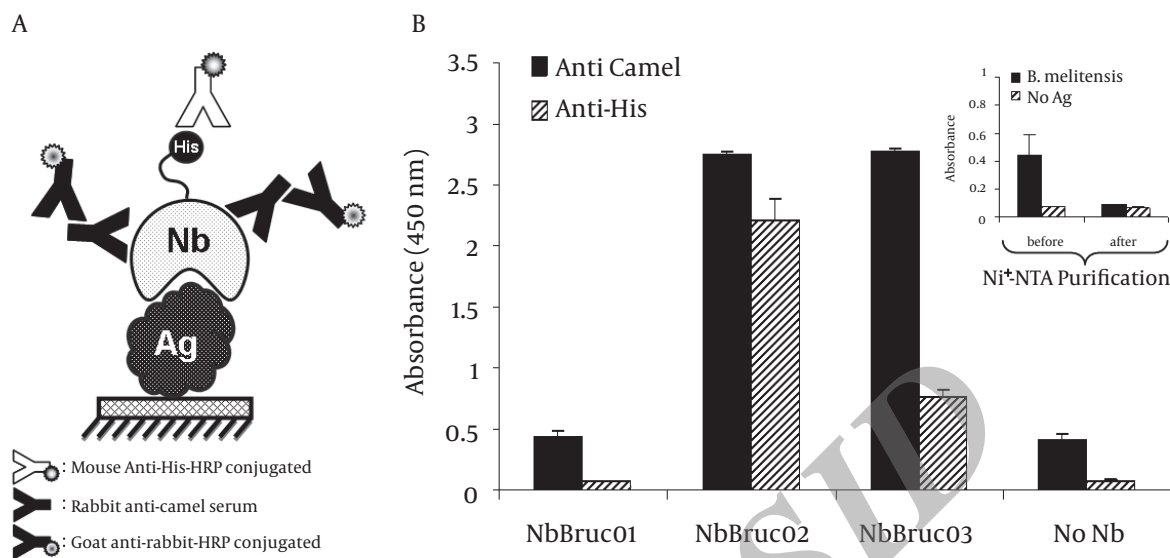 A
His
Nb
Ag
: Mouse Anti-His-HRP conjugated
: Rabbit anti-camel serum
: Goat anti-rabbit-HRP conjugated
B
Absorbance (450 nm)
3.5
3
2.5
2
1.5
1
0.5
0
Anti Camel
Anti-His
NbBruc01
NbBruc02
NbBruc03
No Nb
Absorbance
1
0.8
0.6
0.4
0.2
0
B. melitensis
No Ag
before
after
Ni⁺-NTA Purification
SID